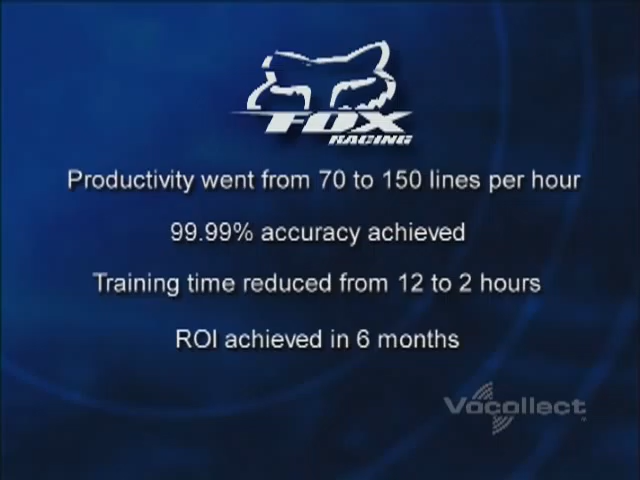 FOX
RACING
Productivity went from 70 to 150 lines per hour
99.99% accuracy achieved
Training time reduced from 12 to 2 hours
ROI achieved in 6 months
Vocollect